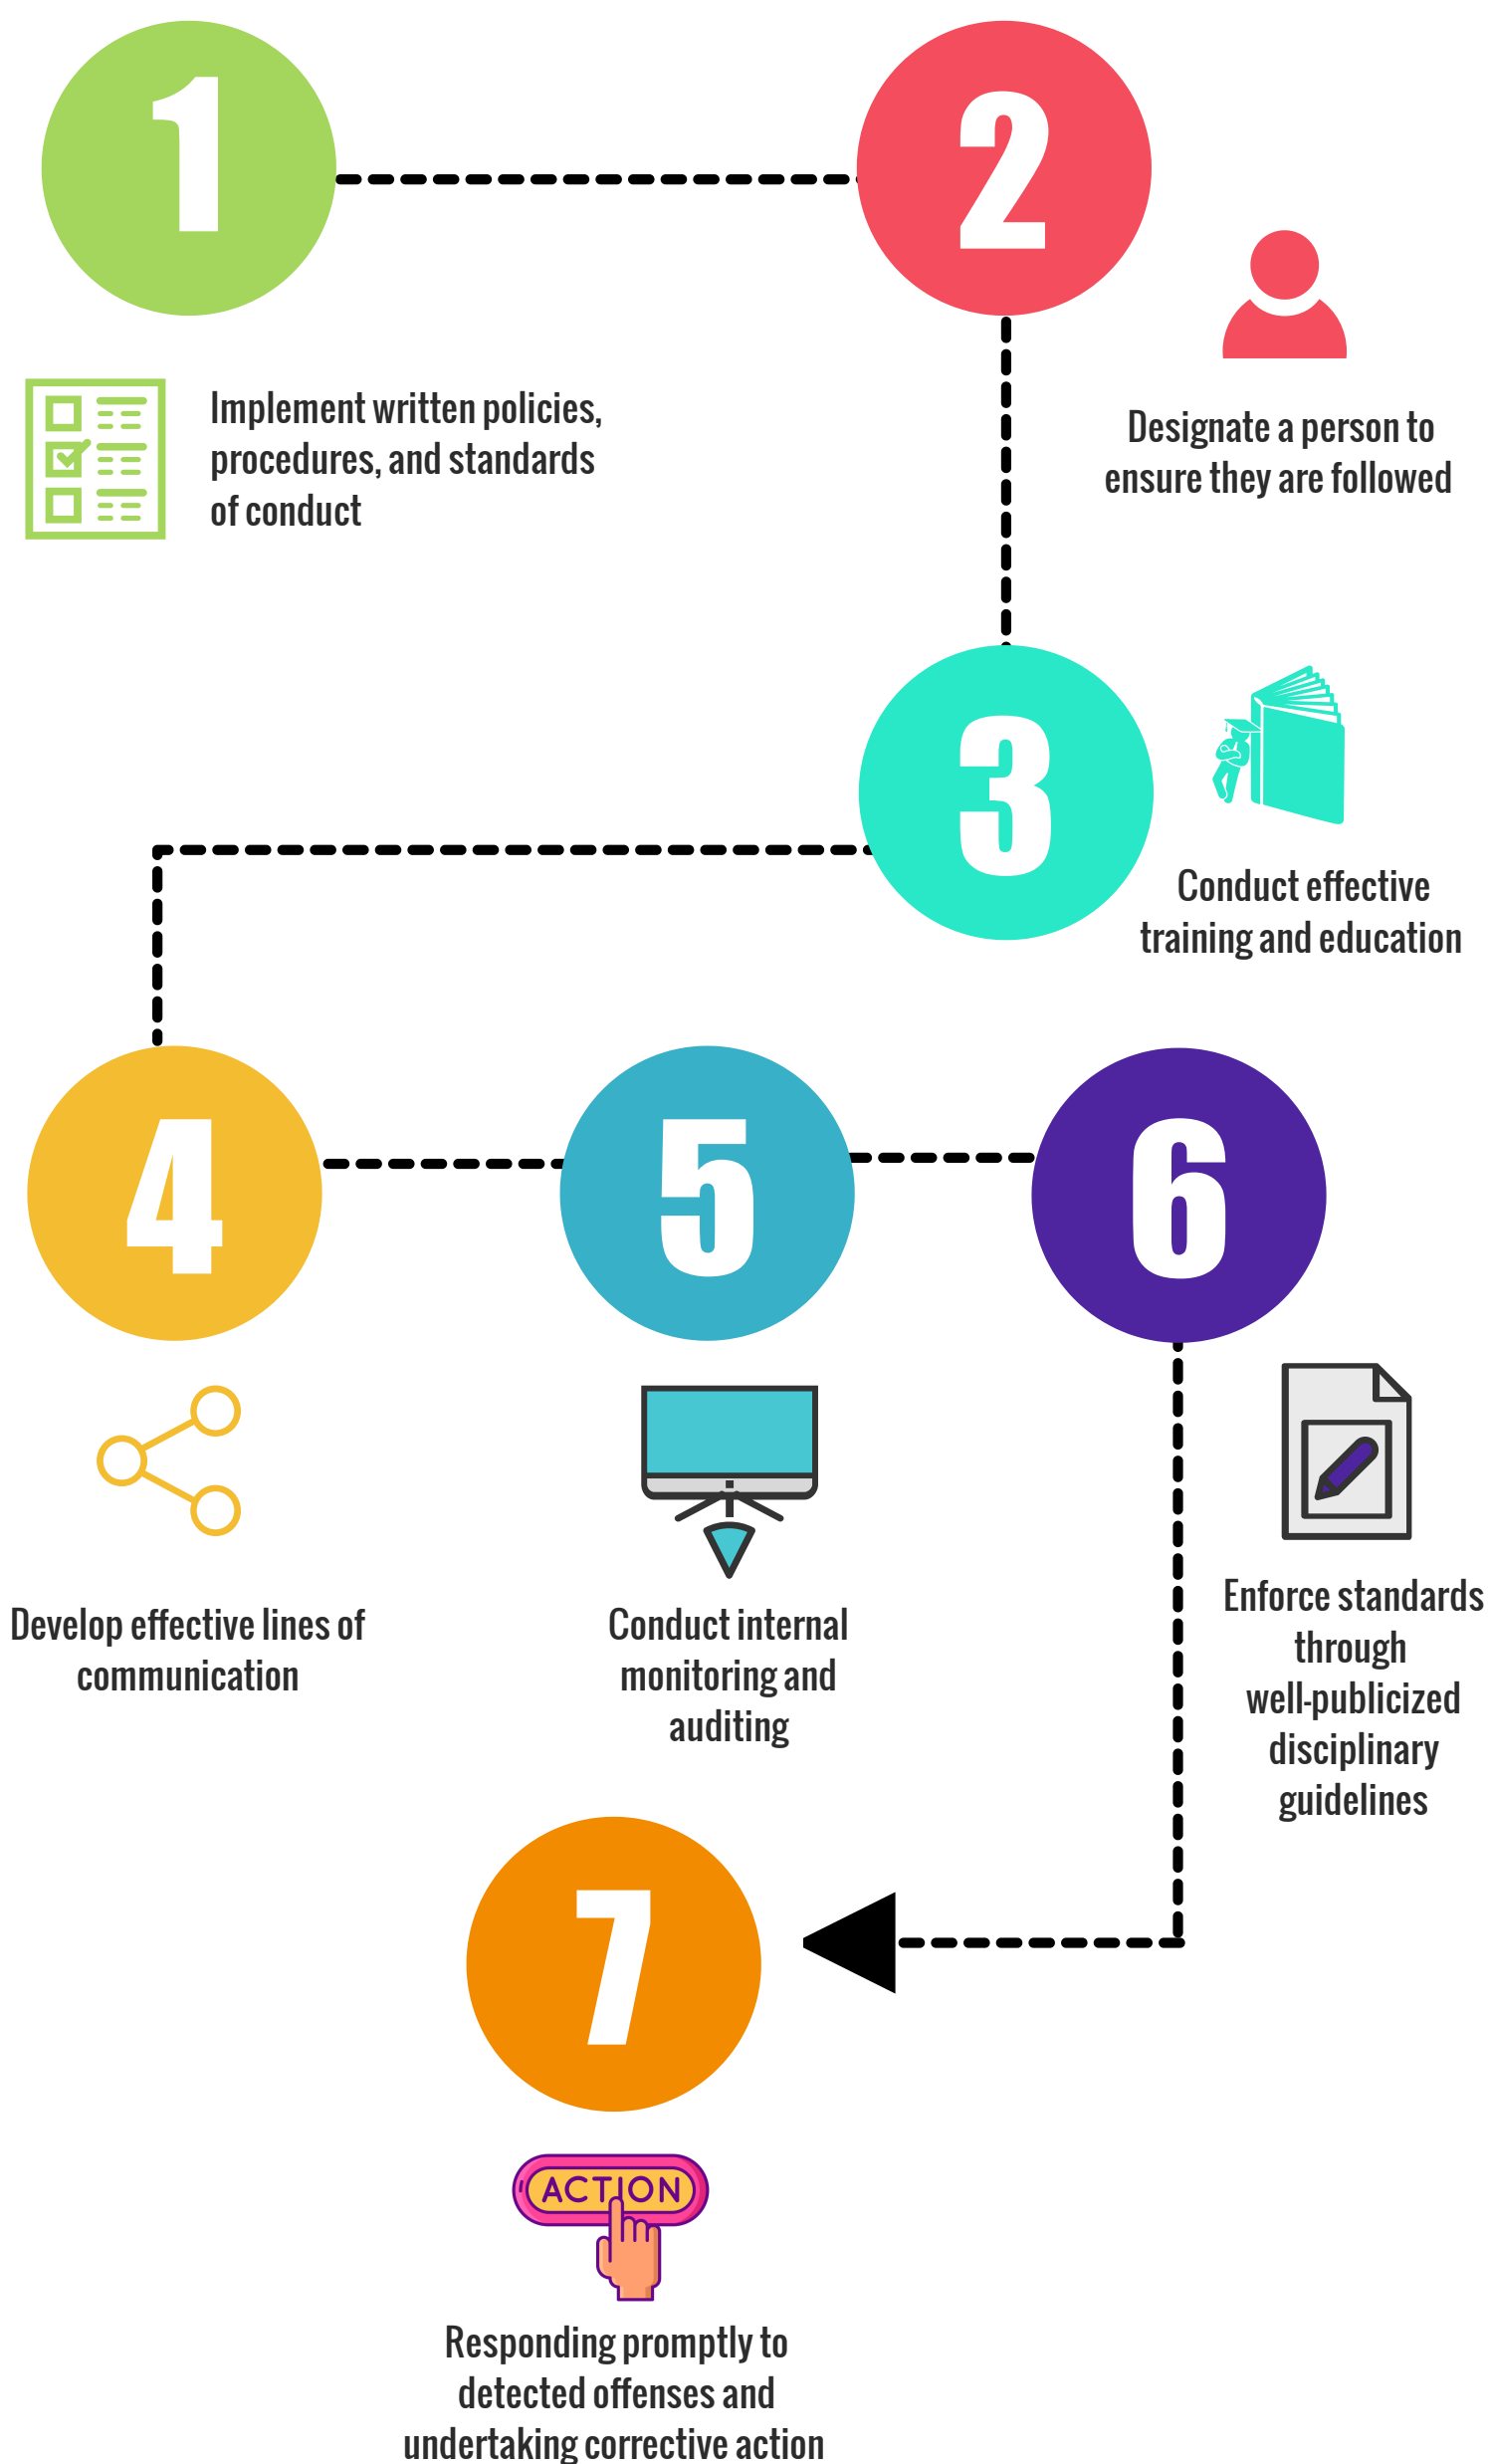 1
2
Implement written policies,
procedures, and standards
of conduct
Designate a person to
ensure they are followed
3
Conduct effective
training and education
4
5
6
Develop effective lines of
communication
Conduct internal
monitoring and
auditing
Enforce standards
through
well-publicized
disciplinary
guidelines
7
ACTION
Responding promptly to
detected offenses and
undertaking corrective action